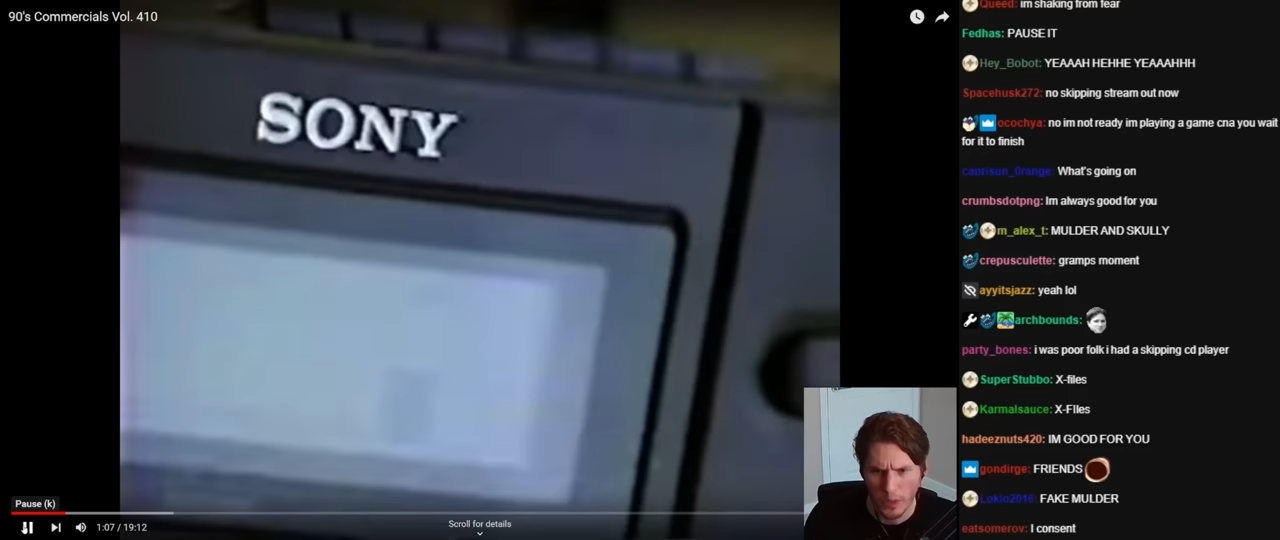 90's Commercials Vol. 410
SONY
Pause (k)
1:07 / 19:12
Scroll for details
Queed: im shaking from fear
Fedhas: PAUSE IT
Hey_Bobot: YEAAAH HEHHE YEAAAHHH
Spacehusk272: no skipping stream out now
ocochya: no im not ready im playing a game cna you wait
for it to finish
caprisun_0range: What's going on
crumbsdotpng: Im always good for you
m_alex_t: MULDER AND SKULLY
crepusculette: gramps moment
ayyitsjazz: yeah lol
archbounds:
party_bones: i was poor folk i had a skipping cd player
SuperStubbo: X-files
Karmalsauce: X-FIles
hadeeznuts420: IM GOOD FOR YOU
gondirge: FRIENDS
Lokio2016: FAKE MULDER
eatsomerov: I consent